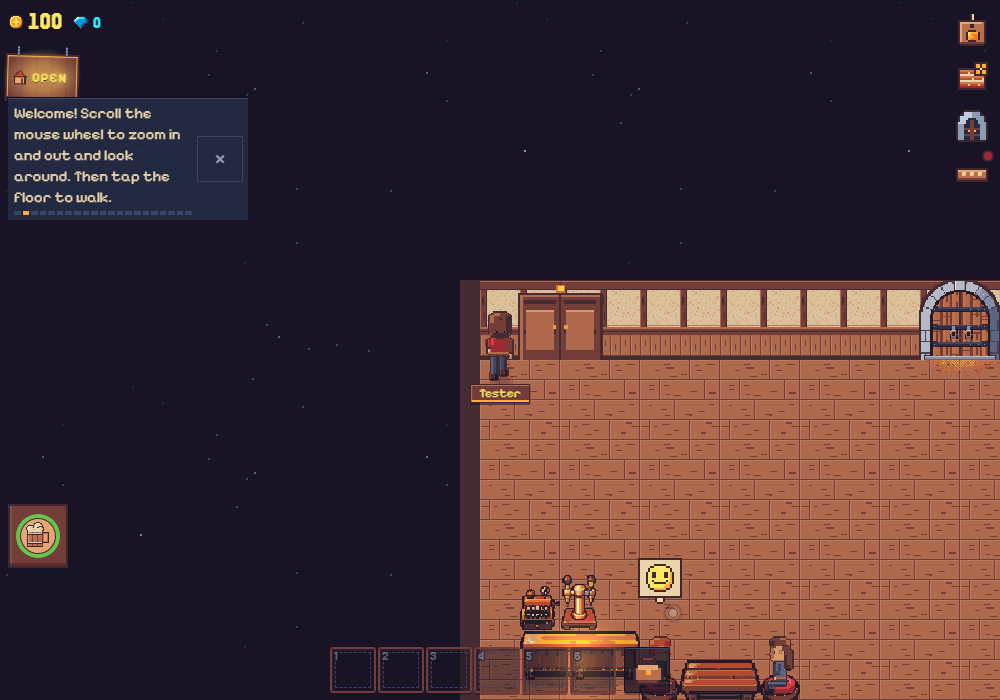 100 0
OPEN
Welcome! Scroll the
mouse wheel to zoom in
and out and look
around. Then tap the
floor to walk.
×
Tester
1 2 3 4 5 6